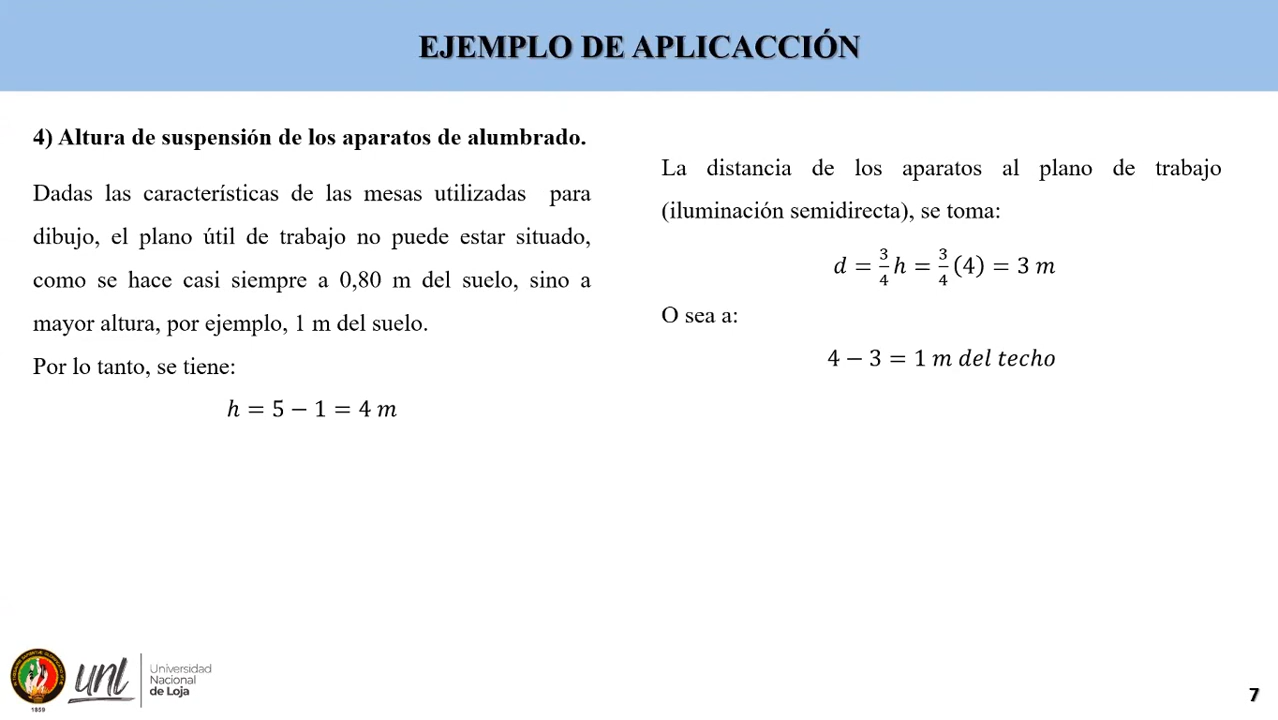 EJEMPLO DE APLICACCIÓN
4) Altura de suspensión de los aparatos de alumbrado.
Dadas las características de las mesas utilizadas para
dibujo, el plano útil de trabajo no puede estar situado,
como se hace casi siempre a 0,80 m del suelo, sino a
mayor altura, por ejemplo, 1 m del suelo.
Por lo tanto, se tiene:
h = 5 − 1 = 4 m
La distancia de los aparatos al plano de trabajo
(iluminación semidirecta), se toma:
d = 3/4 h = 3/4 (4) = 3 m
O sea a:
4 − 3 = 1 m del techo
1859
unl
Universidad
Nacional
de Loja
7